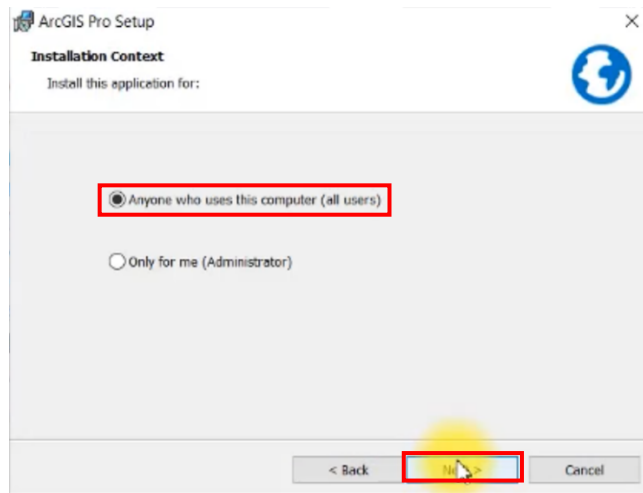 ArcGIS Pro Setup
Installation Context
Install this application for:
Anyone who uses this computer (all users)
Only for me (Administrator)
< Back
Cancel